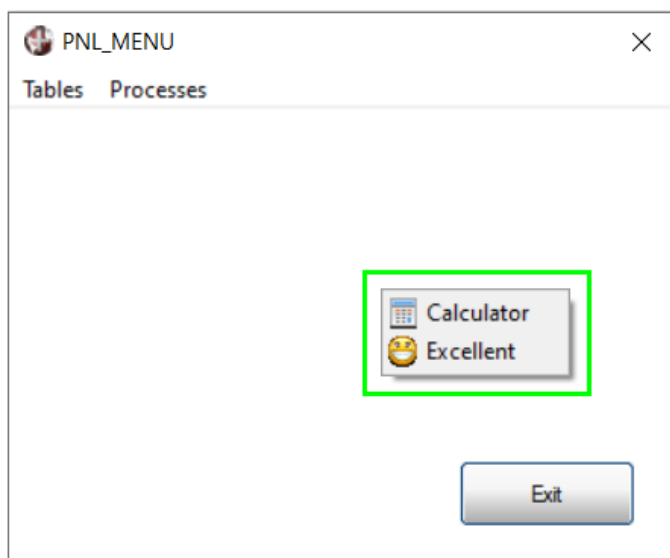 PNL_MENU
Tables Processes
Calculator
Excellent
Exit